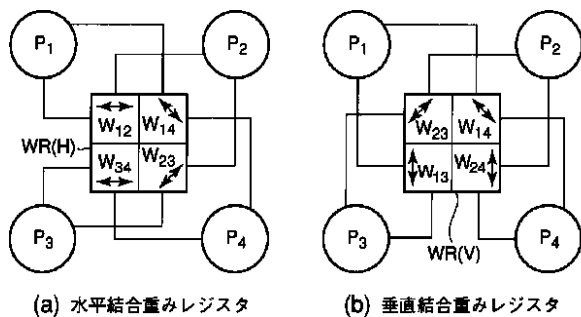 P1
P2
W12
W14
WR(H)
W34
W23
P3
P4
(a) 水平結合重みレジスタ
P1
P2
W23
W14
W13
W24
P3
P4
WR(V)
(b) 垂直結合重みレジスタ